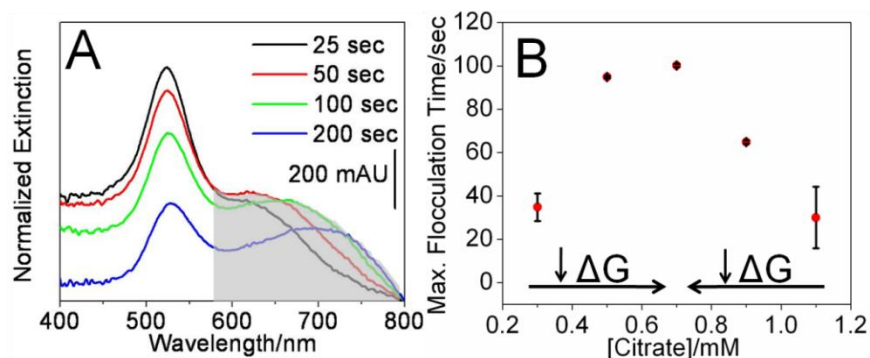 A
25 sec
50 sec
100 sec
200 sec
200 mAU
Normalized Extinction
400 500 600 700 800
Wavelength/nm
B
Max. Flocculation Time/sec
120
100
80
60
40
20
0
↓ΔG ↓ΔG
0.2 0.4 0.6 0.8 1.0 1.2
[Citrate]/mM